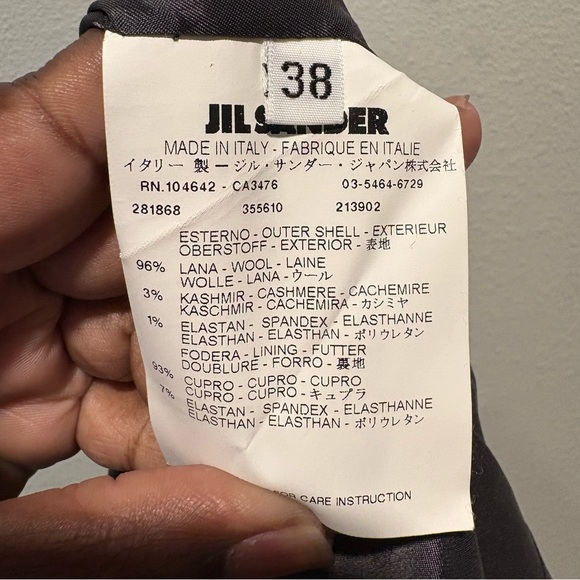 38
JIL SANDER
MADE IN ITALY - FABRIQUE EN ITALIE
イタリー 製 ージル・サンダー・ジャパン株式会社
RN.104642 - CA3476 03-5464-6729
281868 355610 213902
ESTERNO - OUTER SHELL - EXTERIEUR
OBERSTOFF - EXTERIOR - 表地
96% LANA - WOOL - LAINE
WOLLE - LANA - ウール
3% KASHMIR - CASHMERE - CACHEMIRE
KASCHMIR - CACHEMIRA - カシミヤ
1% ELASTAN - SPANDEX - ELASTHANNE
ELASTHAN - ELASTHAN - ポリウレタン
FODERA - LINING - FUTTER
DOUBLURE - FORRO - 裏地
93% CUPRO - CUPRO - CUPRO
CUPRO - CUPRO - キュプラ
7% ELASTAN - SPANDEX - ELASTHANNE
ELASTHAN - ELASTHAN - ポリウレタン
FOR CARE INSTRUCTION